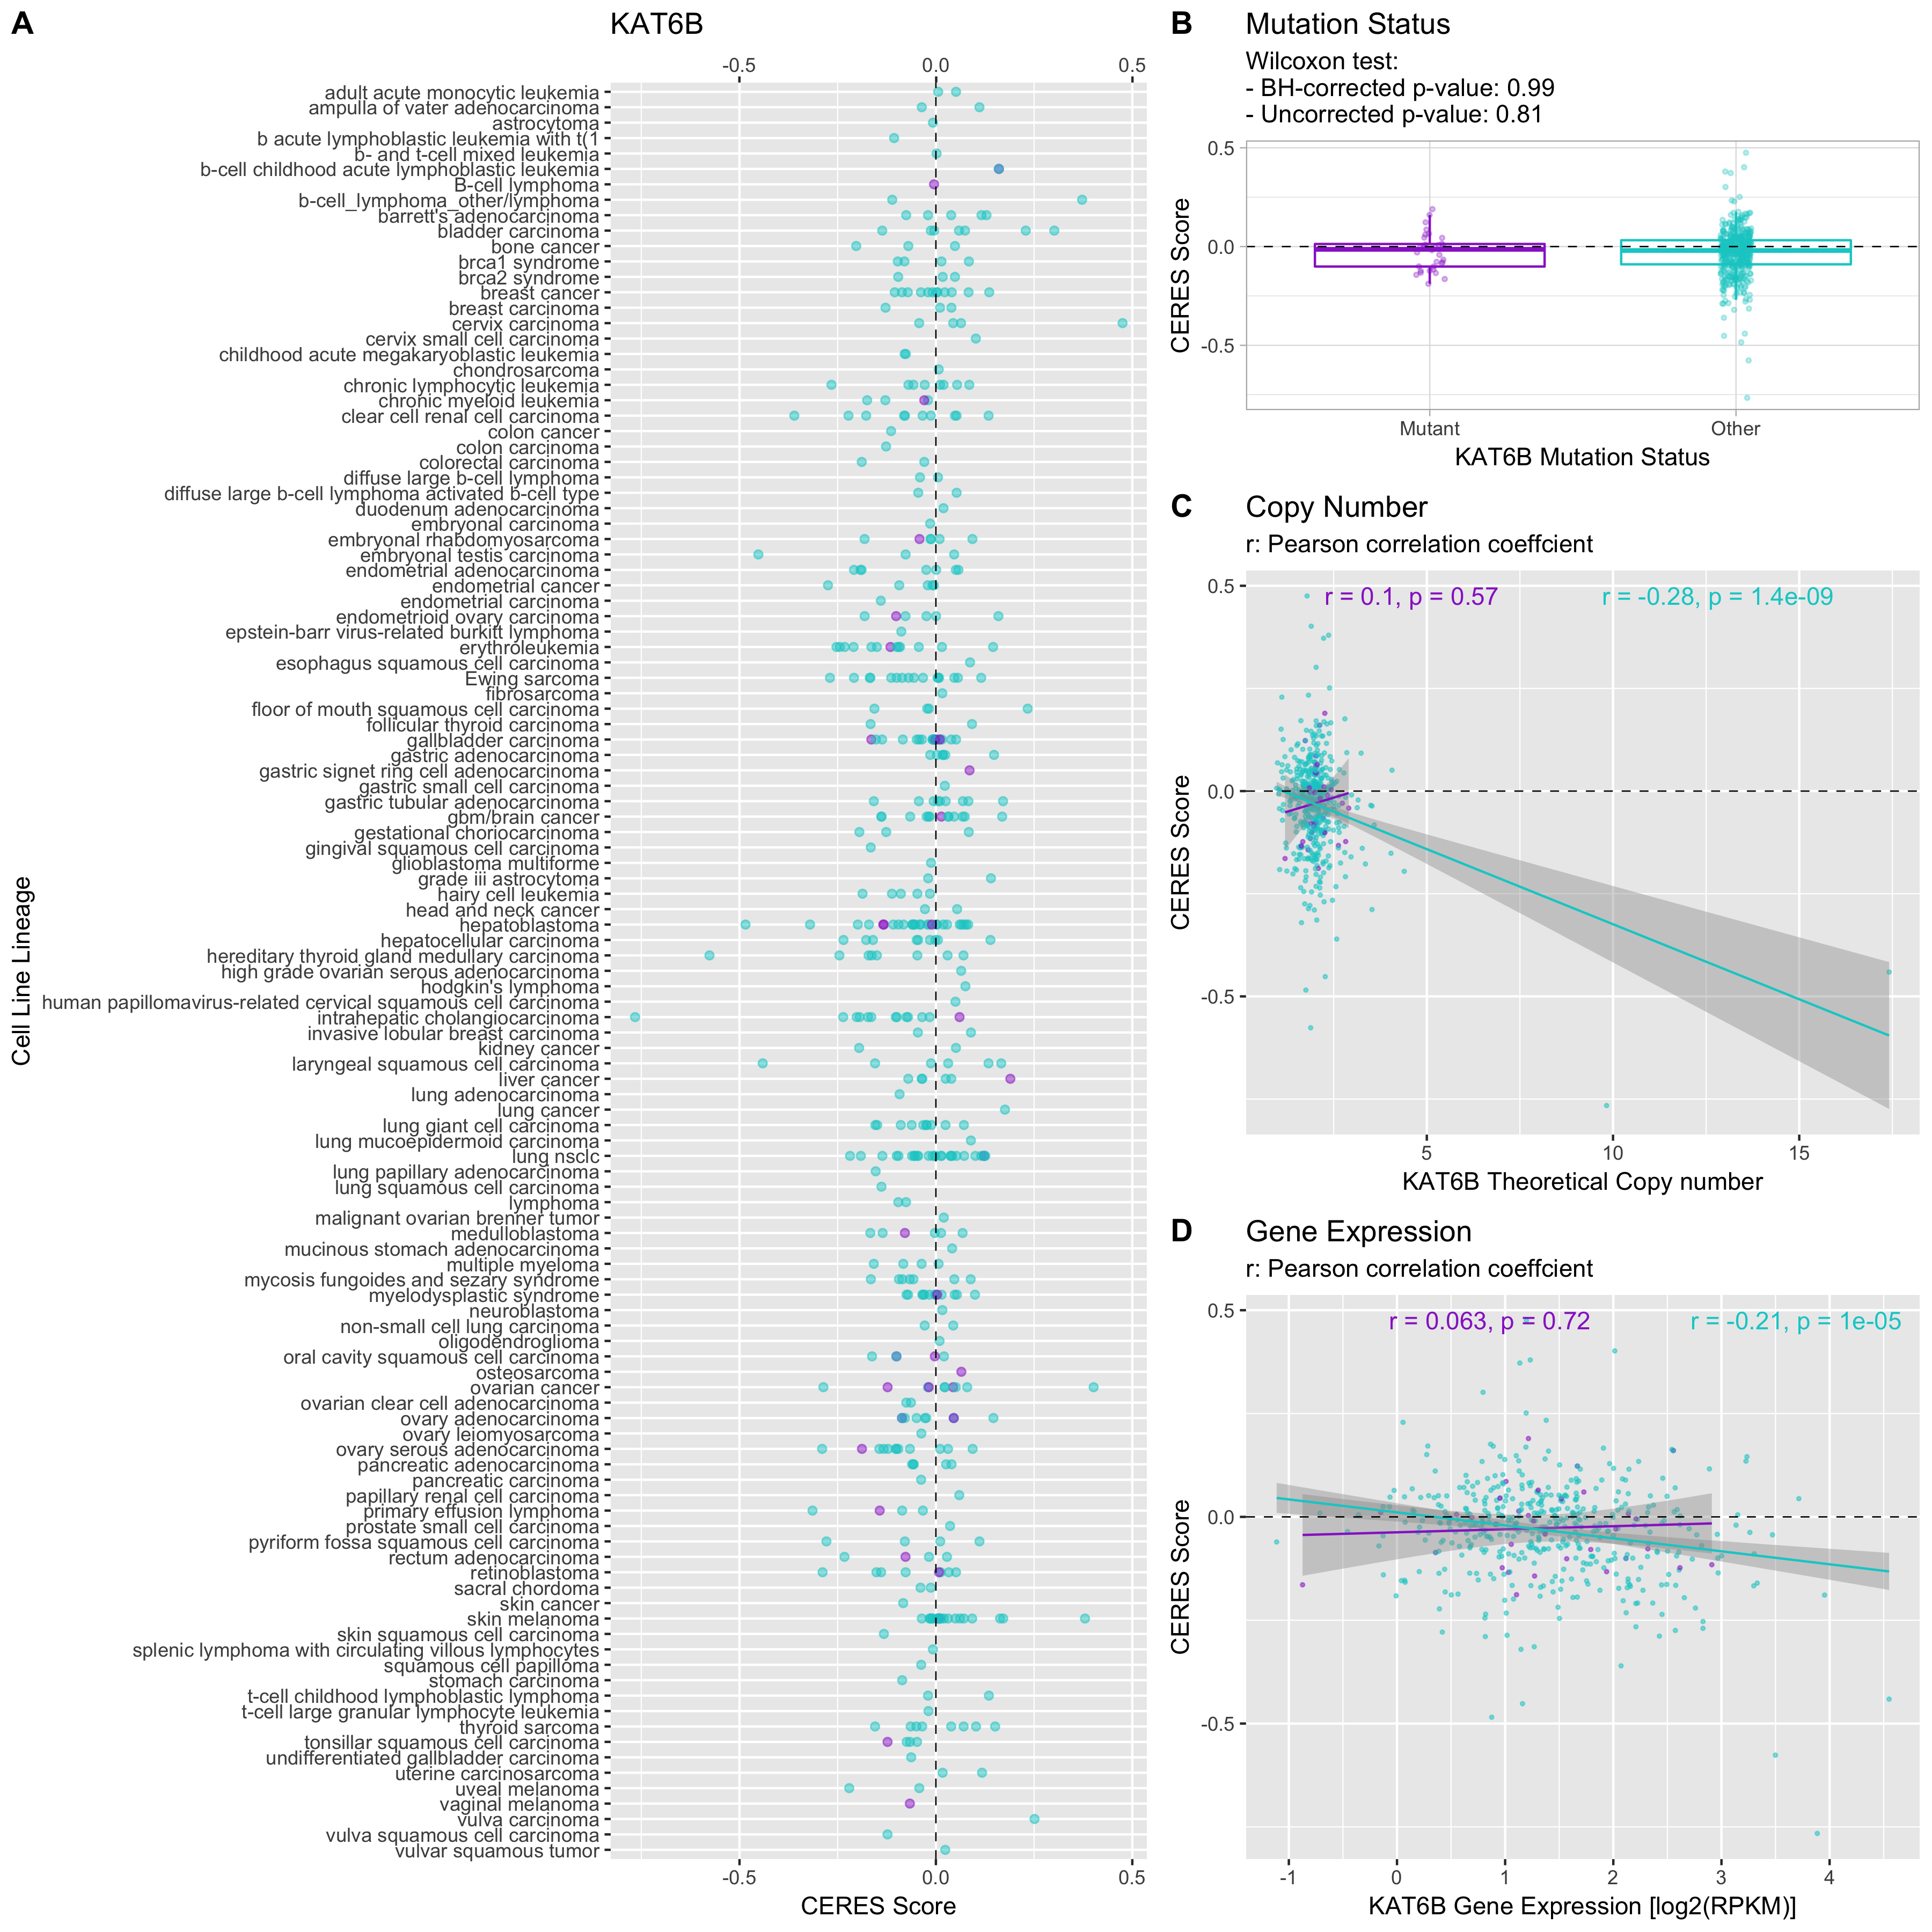 A
KAT6B
-0.5
0.0
0.5
Cell Line Lineage
adult acute monocytic leukemia
ampulla of vater adenocarcinoma
astrocytoma
b acute lymphoblastic leukemia with t(1
b- and t-cell mixed leukemia
b-cell childhood acute lymphoblastic leukemia
B-cell lymphoma
b-cell_lymphoma_other/lymphoma
barrett's adenocarcinoma
bladder carcinoma
bone cancer
brca1 syndrome
brca2 syndrome
breast cancer
breast carcinoma
cervix carcinoma
cervix small cell carcinoma
childhood acute megakaryoblastic leukemia
chondrosarcoma
chronic lymphocytic leukemia
chronic myeloid leukemia
clear cell renal cell carcinoma
colon cancer
colon carcinoma
colorectal carcinoma
diffuse large b-cell lymphoma
diffuse large b-cell lymphoma activated b-cell type
duodenum adenocarcinoma
embryonal carcinoma
embryonal rhabdomyosarcoma
embryonal testis carcinoma
endometrial adenocarcinoma
endometrial cancer
endometrial carcinoma
endometrioid ovary carcinoma
epstein-barr virus-related burkitt lymphoma
erythroleukemia
esophagus squamous cell carcinoma
Ewing sarcoma
fibrosarcoma
floor of mouth squamous cell carcinoma
follicular thyroid carcinoma
gallbladder carcinoma
gastric adenocarcinoma
gastric signet ring cell adenocarcinoma
gastric small cell carcinoma
gastric tubular adenocarcinoma
gbm/brain cancer
gestational choriocarcinoma
gingival squamous cell carcinoma
glioblastoma multiforme
grade iii astrocytoma
hairy cell leukemia
head and neck cancer
hepatoblastoma
hepatocellular carcinoma
hereditary thyroid gland medullary carcinoma
high grade ovarian serous adenocarcinoma
hodgkin's lymphoma
human papillomavirus-related cervical squamous cell carcinoma
intrahepatic cholangiocarcinoma
invasive lobular breast carcinoma
kidney cancer
laryngeal squamous cell carcinoma
liver cancer
lung adenocarcinoma
lung cancer
lung giant cell carcinoma
lung mucoepidermoid carcinoma
lung nsclc
lung papillary adenocarcinoma
lung squamous cell carcinoma
lymphoma
malignant ovarian brenner tumor
medulloblastoma
mucinous stomach adenocarcinoma
multiple myeloma
mycosis fungoides and sezary syndrome
myelodysplastic syndrome
neuroblastoma
non-small cell lung carcinoma
oligodendroglioma
oral cavity squamous cell carcinoma
osteosarcoma
ovarian cancer
ovarian clear cell adenocarcinoma
ovary adenocarcinoma
ovary leiomyosarcoma
ovary serous adenocarcinoma
pancreatic adenocarcinoma
pancreatic carcinoma
papillary renal cell carcinoma
primary effusion lymphoma
prostate small cell carcinoma
pyriform fossa squamous cell carcinoma
rectum adenocarcinoma
retinoblastoma
sacral chordoma
skin cancer
skin melanoma
skin squamous cell carcinoma
splenic lymphoma with circulating villous lymphocytes
squamous cell papilloma
stomach carcinoma
t-cell childhood lymphoblastic lymphoma
t-cell large granular lymphocyte leukemia
thyroid sarcoma
tonsillar squamous cell carcinoma
undifferentiated gallbladder carcinoma
uterine carcinosarcoma
uveal melanoma
vaginal melanoma
vulva carcinoma
vulva squamous cell carcinoma
vulvar squamous tumor
-0.5
0.0
0.5
CERES Score
B
Mutation Status
Wilcoxon test:
- BH-corrected p-value: 0.99
- Uncorrected p-value: 0.81
CERES Score
0.5
0.0
-0.5
Mutant
Other
KAT6B Mutation Status
C
Copy Number
r: Pearson correlation coeffcient
r = 0.1, p = 0.57
r = -0.28, p = 1.4e-09
CERES Score
0.5
0.0
-0.5
5
10
15
KAT6B Theoretical Copy number
D
Gene Expression
r: Pearson correlation coeffcient
r = 0.063, p = 0.72
r = -0.21, p = 1e-05
CERES Score
0.5
0.0
-0.5
-1
0
1
2
3
4
KAT6B Gene Expression [log2(RPKM)]